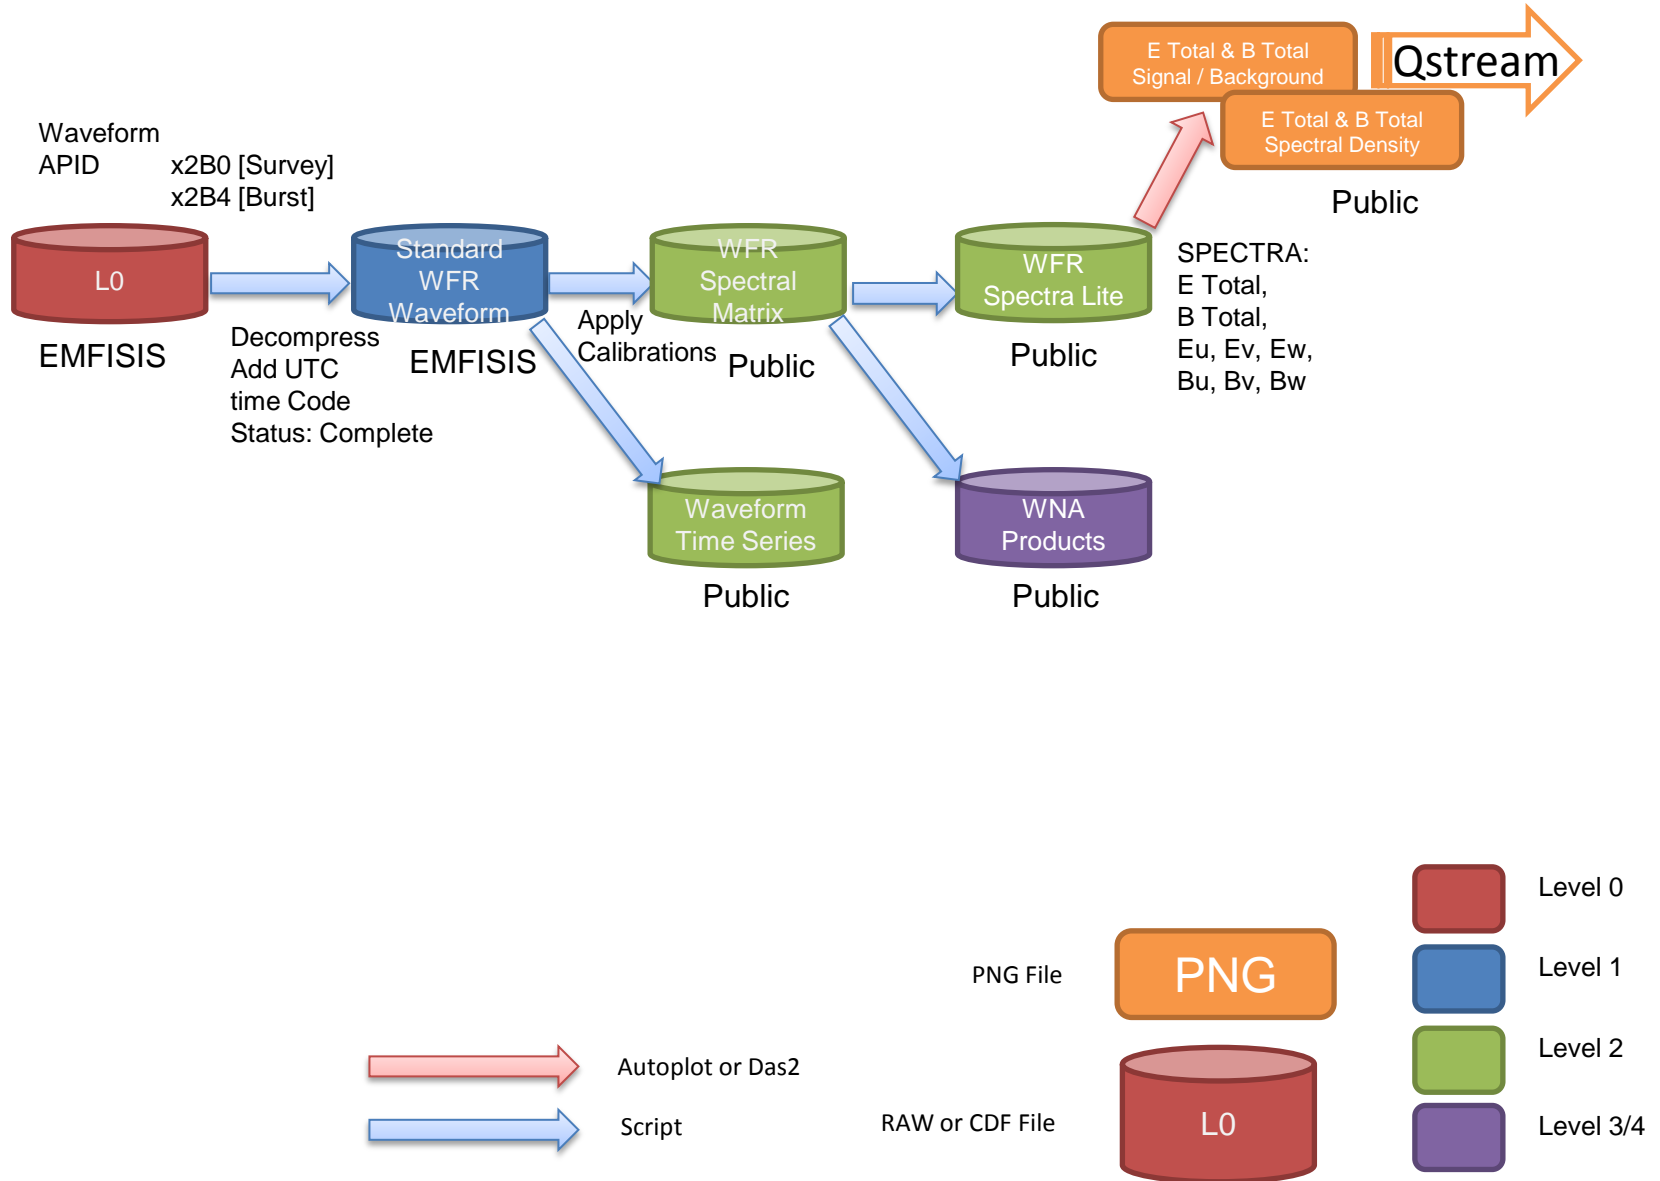 E Total & B Total
Signal / Background
Qstream
E Total & B Total
Spectral Density
Public
Waveform
APID x2B0 [Survey]
x2B4 [Burst]
L0
EMFISIS
Decompress
Add UTC
time Code
Status: Complete
Standard
WFR
Waveform
EMFISIS
Apply
Calibrations
WFR
Spectral
Matrix
Public
WFR
Spectra Lite
Public
SPECTRA:
E Total,
B Total,
Eu, Ev, Ew,
Bu, Bv, Bw
Waveform
Time Series
Public
WNA
Products
Public
PNG File
PNG
Autoplot or Das2
Script
RAW or CDF File
L0
Level 0
Level 1
Level 2
Level 3/4